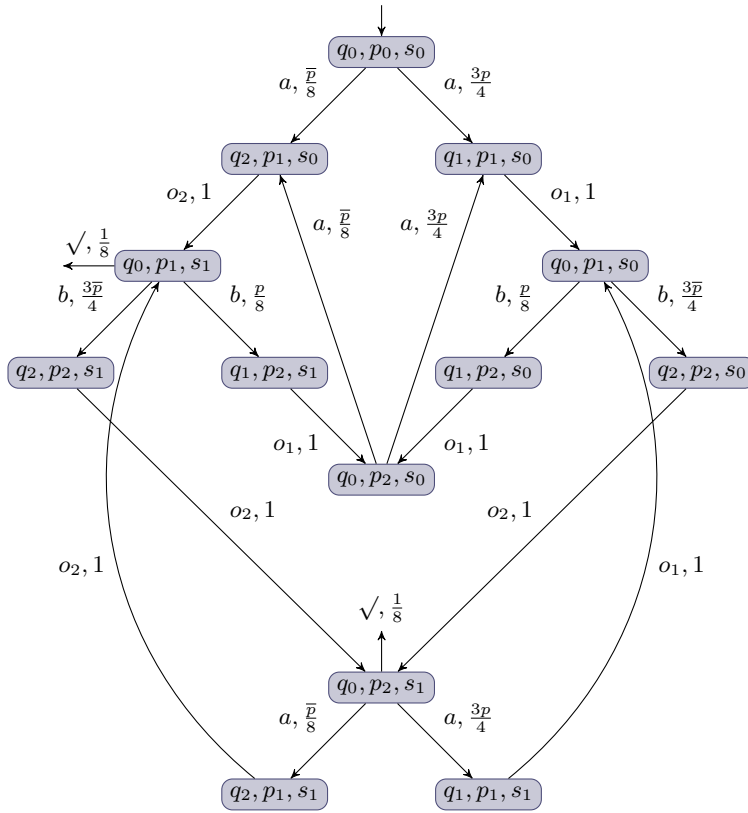 q₀, p₀, s₀
a, p̅/8
a, 3p/4
q₂, p₁, s₀
q₁, p₁, s₀
o₂, 1
o₁, 1
a, p̅/8
a, 3p/4
√, 1/8
q₀, p₁, s₁
q₀, p₁, s₀
b, 3p̅/4
b, p/8
b, p/8
b, 3p̅/4
q₂, p₂, s₁
q₁, p₂, s₁
q₁, p₂, s₀
q₂, p₂, s₀
o₁, 1
o₁, 1
q₀, p₂, s₀
o₂, 1
o₂, 1
o₂, 1
o₁, 1
√, 1/8
q₀, p₂, s₁
a, p̅/8
a, 3p/4
q₂, p₁, s₁
q₁, p₁, s₁